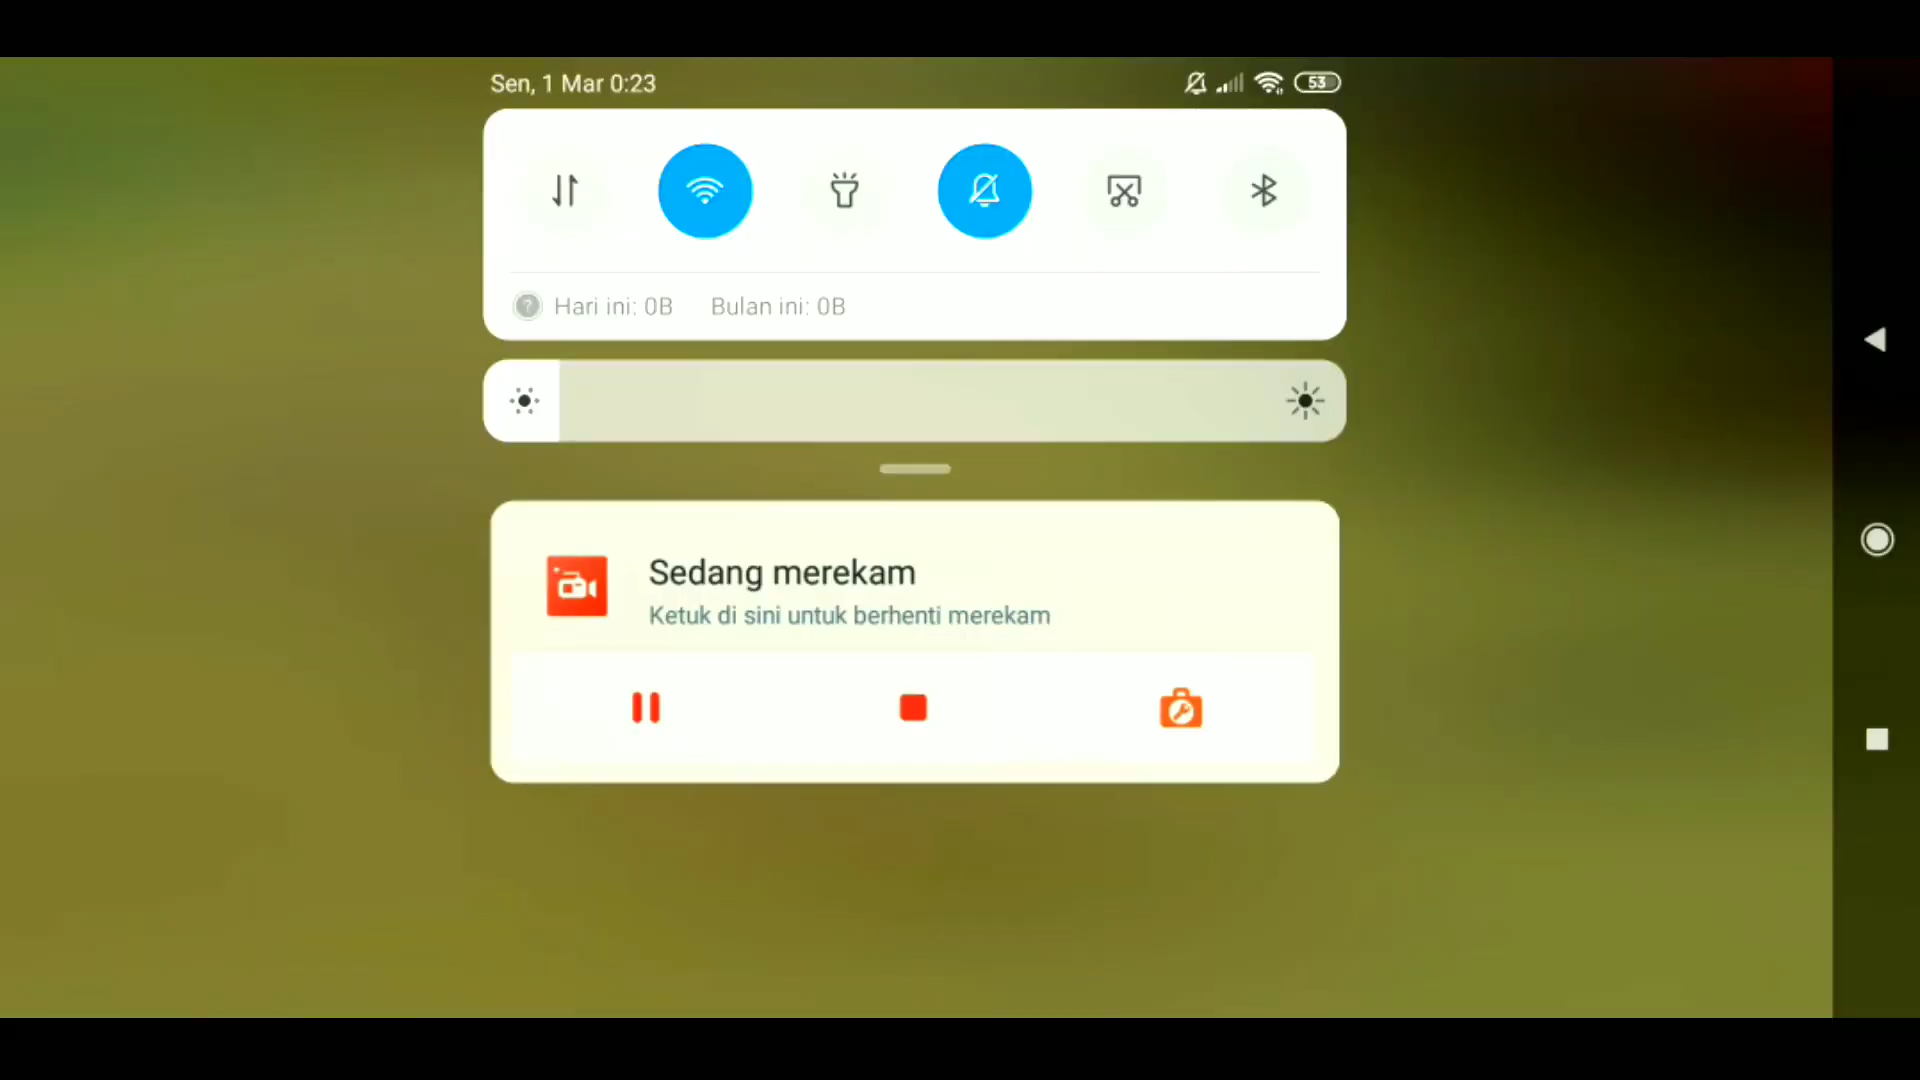 Sen, 1 Mar 0:23
53
Hari ini: 0B Bulan ini: 0B
Sedang merekam
Ketuk di sini untuk berhenti merekam